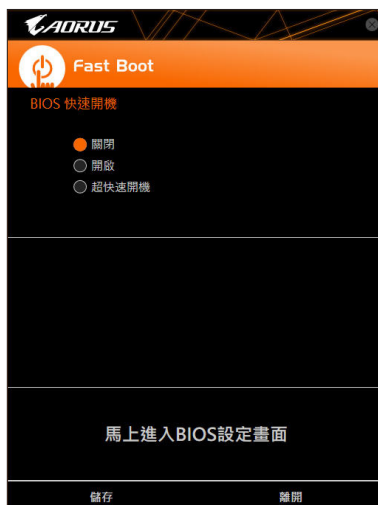 AORUS
Fast Boot
BIOS 快速開機
關閉
開啟
超快速開機
馬上進入BIOS設定畫面
儲存 離開